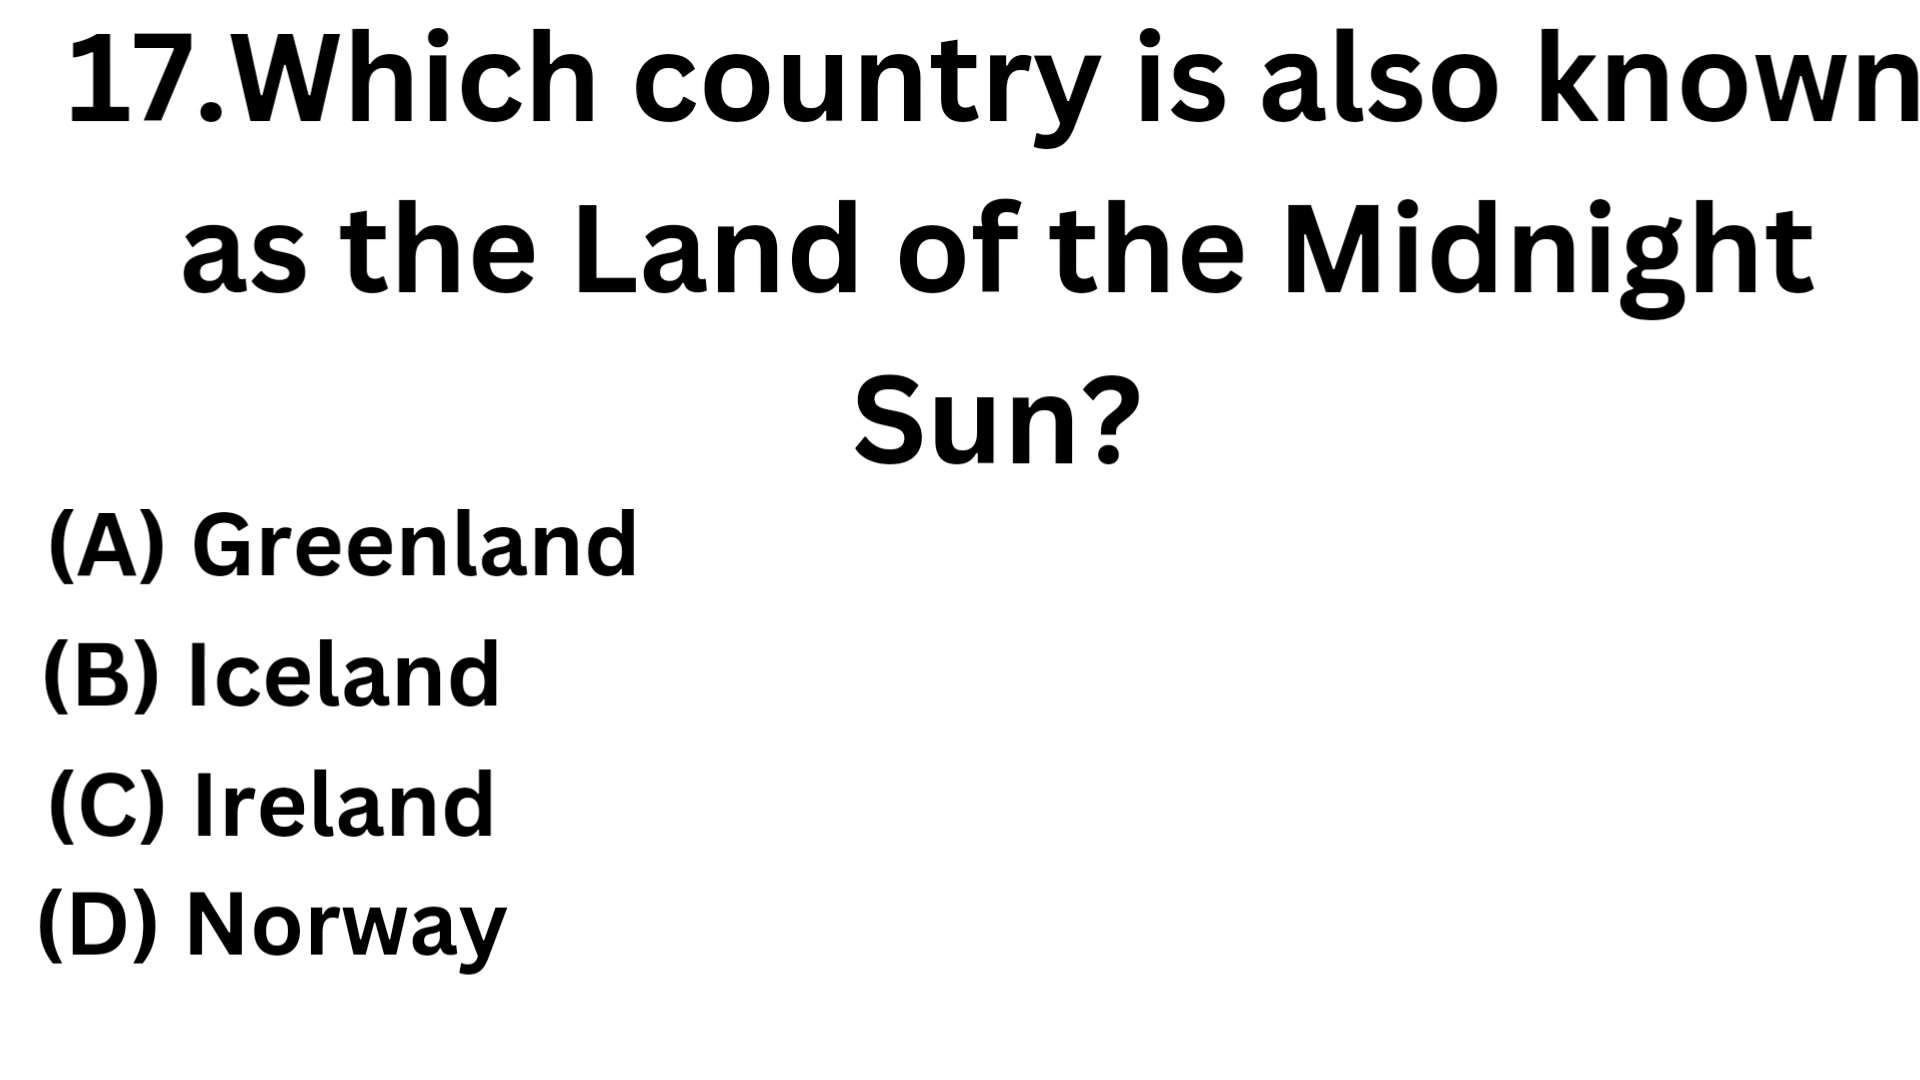 17.Which country is also known
as the Land of the Midnight
Sun?
(A) Greenland
(B) Iceland
(C) Ireland
(D) Norway